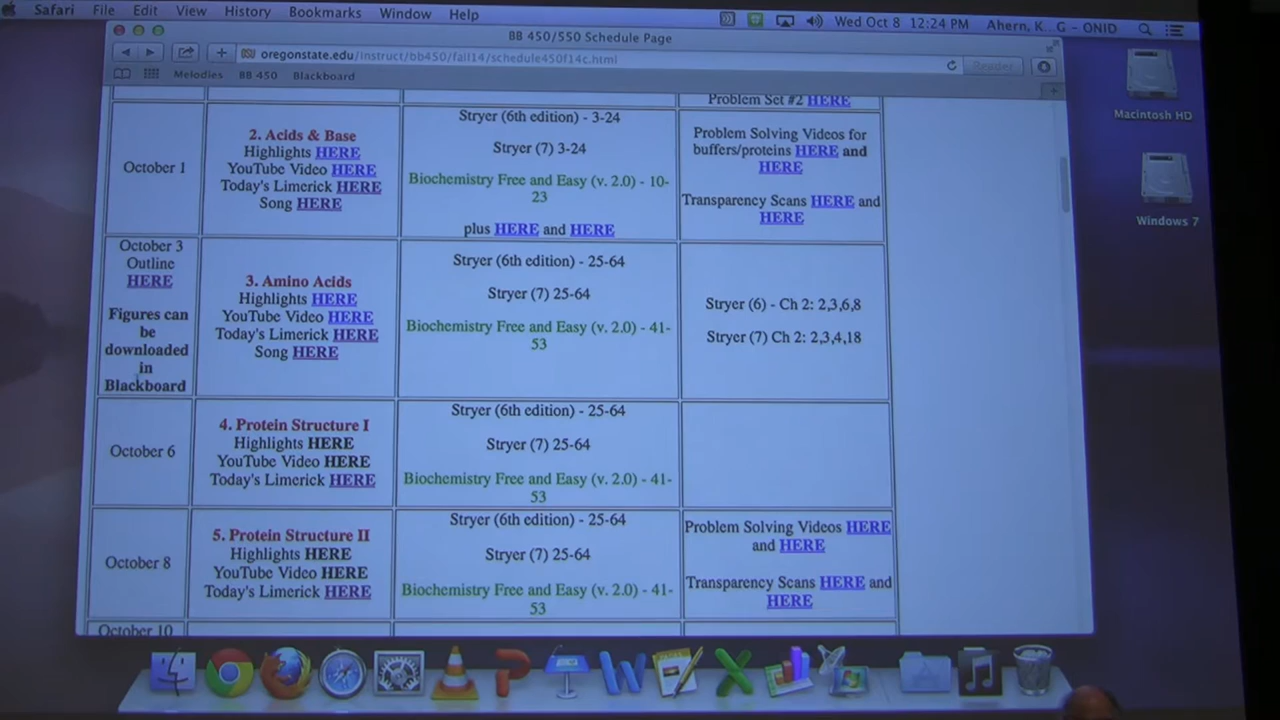 Safari File Edit View History Bookmarks Window Help Wed Oct 8 12:24 PM Ahern, K... G - ONID
BB 450/550 Schedule Page
oregonstate.edu/instruct/bb450/fall14/schedule450f14c.html Reader
Melodies BB 450 Blackboard
Macintosh HD
Windows 7
Problem Set #2 HERE
October 1
2. Acids & Base
Highlights HERE
YouTube Video HERE
Today's Limerick HERE
Song HERE
Stryer (6th edition) - 3-24
Stryer (7) 3-24
Biochemistry Free and Easy (v. 2.0) - 10-
23
plus HERE and HERE
Problem Solving Videos for
buffers/proteins HERE and
HERE
Transparency Scans HERE and
HERE
October 3
Outline
HERE
Figures can
be
downloaded
in
Blackboard
3. Amino Acids
Highlights HERE
YouTube Video HERE
Today's Limerick HERE
Song HERE
Stryer (6th edition) - 25-64
Stryer (7) 25-64
Biochemistry Free and Easy (v. 2.0) - 41-
53
Stryer (6) - Ch 2: 2,3,6,8
Stryer (7) Ch 2: 2,3,4,18
October 6
4. Protein Structure I
Highlights HERE
YouTube Video HERE
Today's Limerick HERE
Stryer (6th edition) - 25-64
Stryer (7) 25-64
Biochemistry Free and Easy (v. 2.0) - 41-
53
October 8
5. Protein Structure II
Highlights HERE
YouTube Video HERE
Today's Limerick HERE
Stryer (6th edition) - 25-64
Stryer (7) 25-64
Biochemistry Free and Easy (v. 2.0) - 41-
53
Problem Solving Videos HERE
and HERE
Transparency Scans HERE and
HERE
October 10